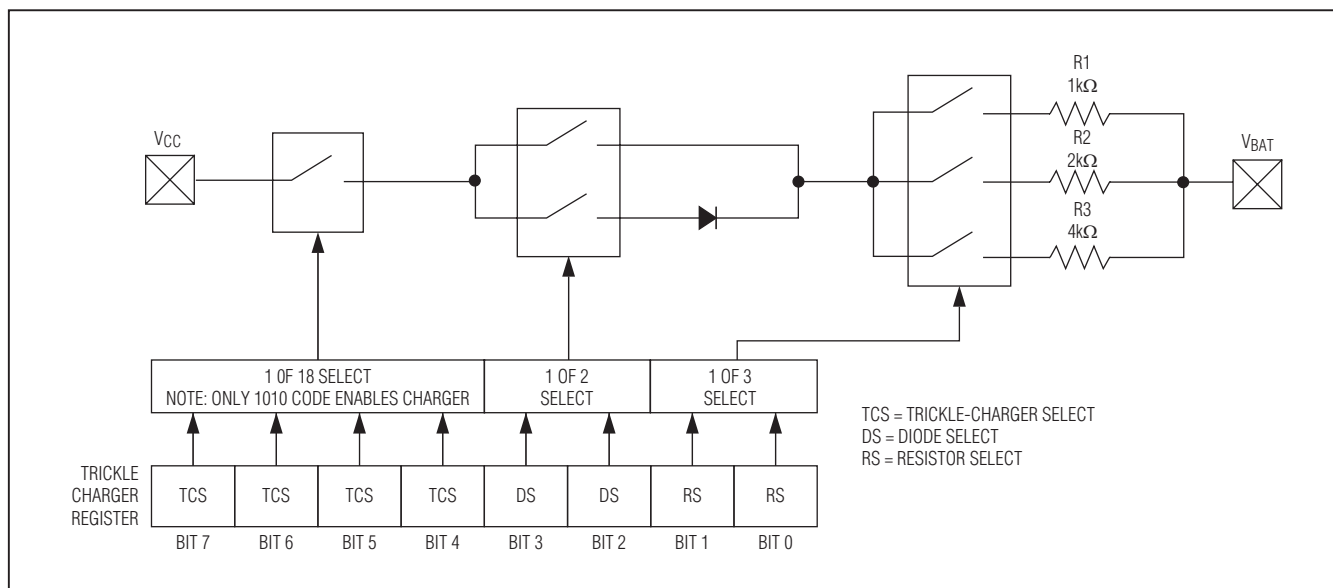 VCC
R1
1kΩ
R2
2kΩ
R3
4kΩ
VBAT
1 OF 18 SELECT
NOTE: ONLY 1010 CODE ENABLES CHARGER
1 OF 2
SELECT
1 OF 3
SELECT
TCS = TRICKLE-CHARGER SELECT
DS = DIODE SELECT
RS = RESISTOR SELECT
TRICKLE
CHARGER
REGISTER
TCS TCS TCS TCS DS DS RS RS
BIT 7 BIT 6 BIT 5 BIT 4 BIT 3 BIT 2 BIT 1 BIT 0